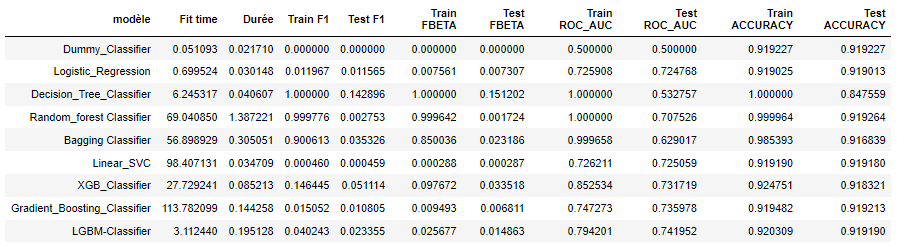 modèle Fit time Durée Train F1 Test F1 Train FBETA Test FBETA Train ROC_AUC Test ROC_AUC Train ACCURACY Test ACCURACY
Dummy_Classifier 0.051093 0.021710 0.000000 0.000000 0.000000 0.000000 0.500000 0.500000 0.919227 0.919227
Logistic_Regression 0.699524 0.030148 0.011967 0.011565 0.007561 0.007307 0.725908 0.724768 0.919025 0.919013
Decision_Tree_Classifier 6.245317 0.040607 1.000000 0.142896 1.000000 0.151202 1.000000 0.532757 1.000000 0.847559
Random_forest Classifier 69.040850 1.387221 0.999776 0.002753 0.999642 0.001724 1.000000 0.707526 0.999964 0.919264
Bagging Classifier 56.898929 0.305051 0.900613 0.035326 0.850036 0.023186 0.999658 0.629017 0.985393 0.916839
Linear_SVC 98.407131 0.034709 0.000460 0.000459 0.000288 0.000287 0.726211 0.725059 0.919190 0.919180
XGB_Classifier 27.729241 0.085213 0.146445 0.051114 0.097672 0.033518 0.852534 0.731719 0.924751 0.918321
Gradient_Boosting_Classifier 113.782099 0.144258 0.015052 0.010805 0.009493 0.006811 0.747273 0.735978 0.919482 0.919213
LGBM-Classifier 3.112440 0.195128 0.040243 0.023355 0.025677 0.014863 0.794201 0.741952 0.920309 0.919190